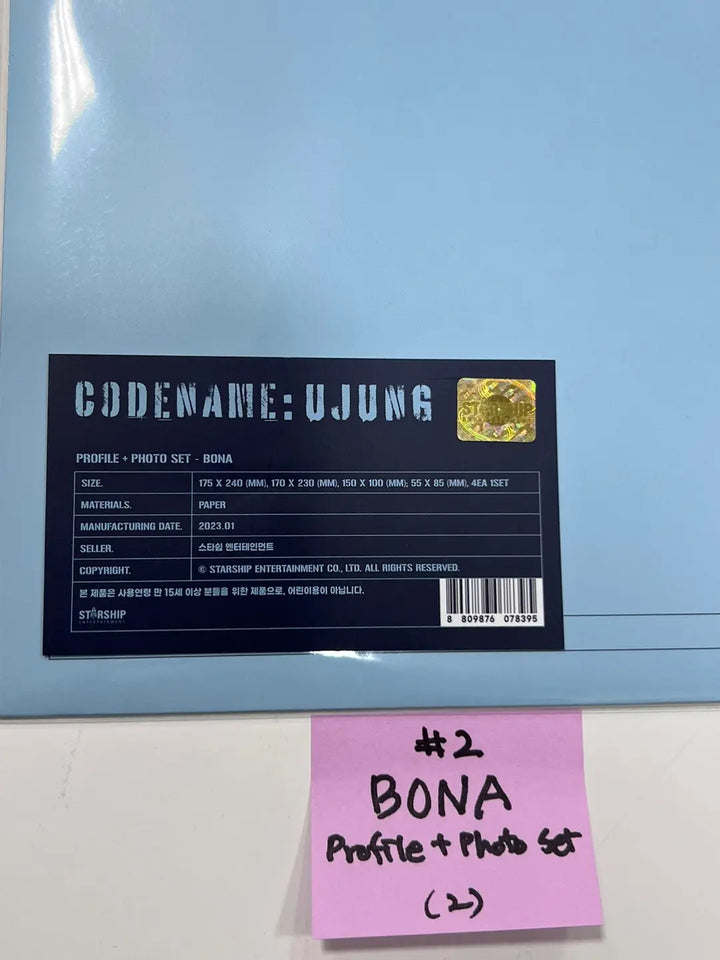 CODENAME: UJUNG
STARSHIP
PROFILE + PHOTO SET - BONA
SIZE. 175 X 240 (MM), 170 X 230 (MM), 150 X 100 (MM); 55 X 85 (MM), 4EA 1SET
MATERIALS. PAPER
MANUFACTURING DATE. 2023.01
SELLER. 스타쉽 엔터테인먼트
COPYRIGHT. © STARSHIP ENTERTAINMENT CO., LTD. ALL RIGHTS RESERVED.
본 제품은 사용연령 만 15세 이상 분들을 위한 제품으로, 어린이용이 아닙니다.
STARSHIP
ENTERTAINMENT
8 809876 078395
#2
BONA
Profile + Photo Set
(2)